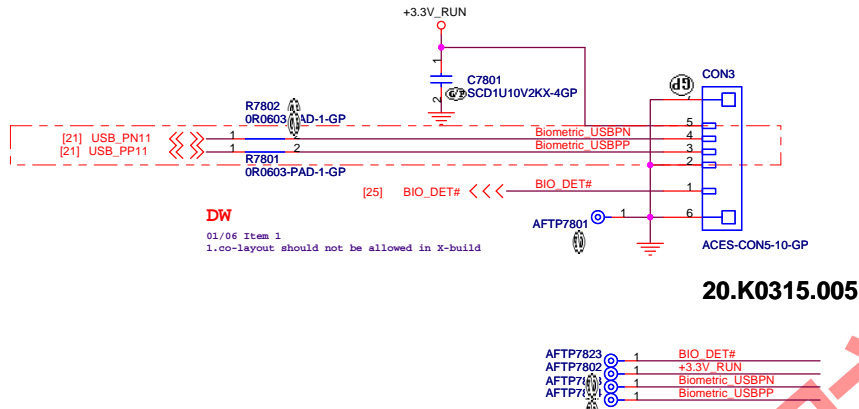 +3.3V_RUN
CON3
C7801
SCD1U10V2KX-4GP
1
2
GP
R7802
0R0603-PAD-1-GP
[21] USB_PN11
1
2
Biometric_USBPN
[21] USB_PP11
1
2
Biometric_USBPP
R7801
0R0603-PAD-1-GP
5
4
3
2
1
6
[25] BIO_DET#
BIO_DET#
AFTP7801
1
DW
01/06 Item 1
1.co-layout should not be allowed in X-build
ACES-CON5-10-GP
20.K0315.005
AFTP7823 1 BIO_DET#
AFTP7802 1 +3.3V_RUN
1 Biometric_USBPN
1 Biometric_USBPP